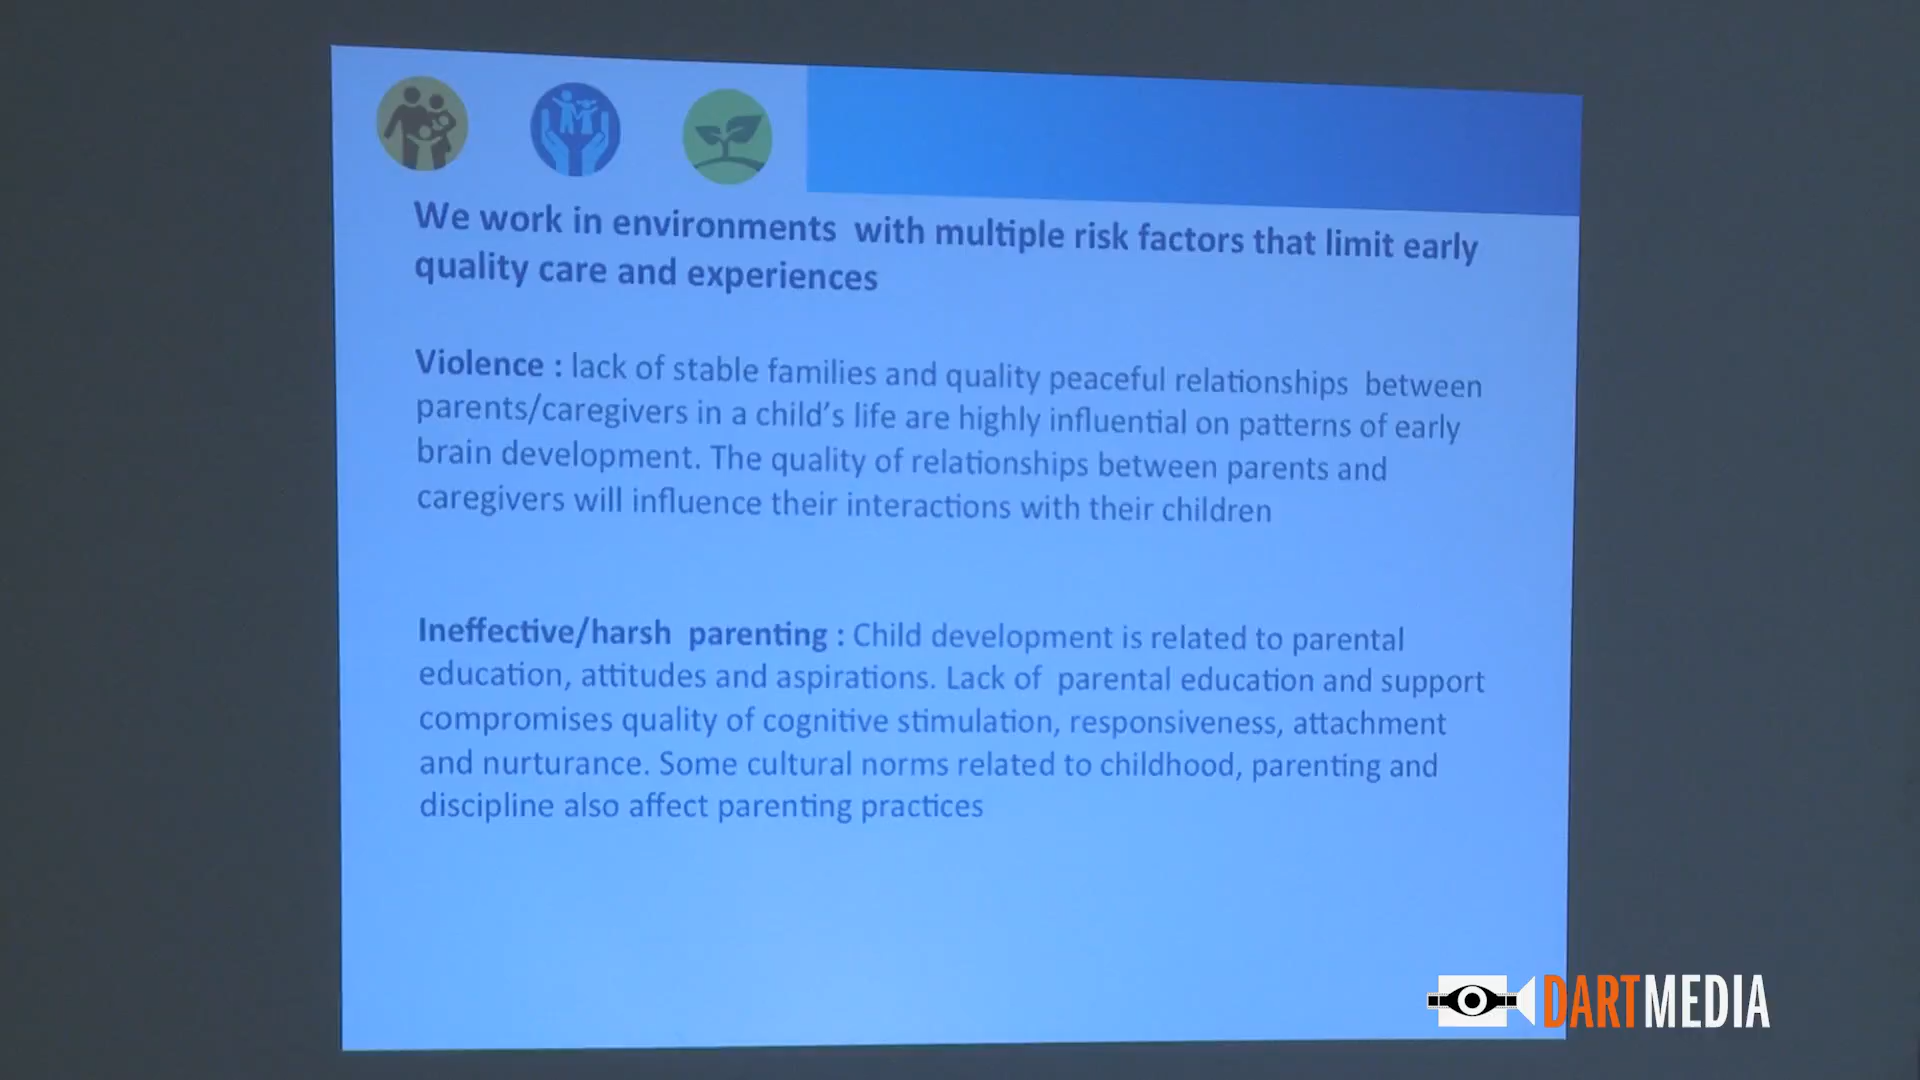 We work in environments with multiple risk factors that limit early
quality care and experiences
Violence : lack of stable families and quality peaceful relationships between
parents/caregivers in a child's life are highly influential on patterns of early
brain development. The quality of relationships between parents and
caregivers will influence their interactions with their children
Ineffective/harsh parenting : Child development is related to parental
education, attitudes and aspirations. Lack of parental education and support
compromises quality of cognitive stimulation, responsiveness, attachment
and nurturance. Some cultural norms related to childhood, parenting and
discipline also affect parenting practices
DARTMEDIA